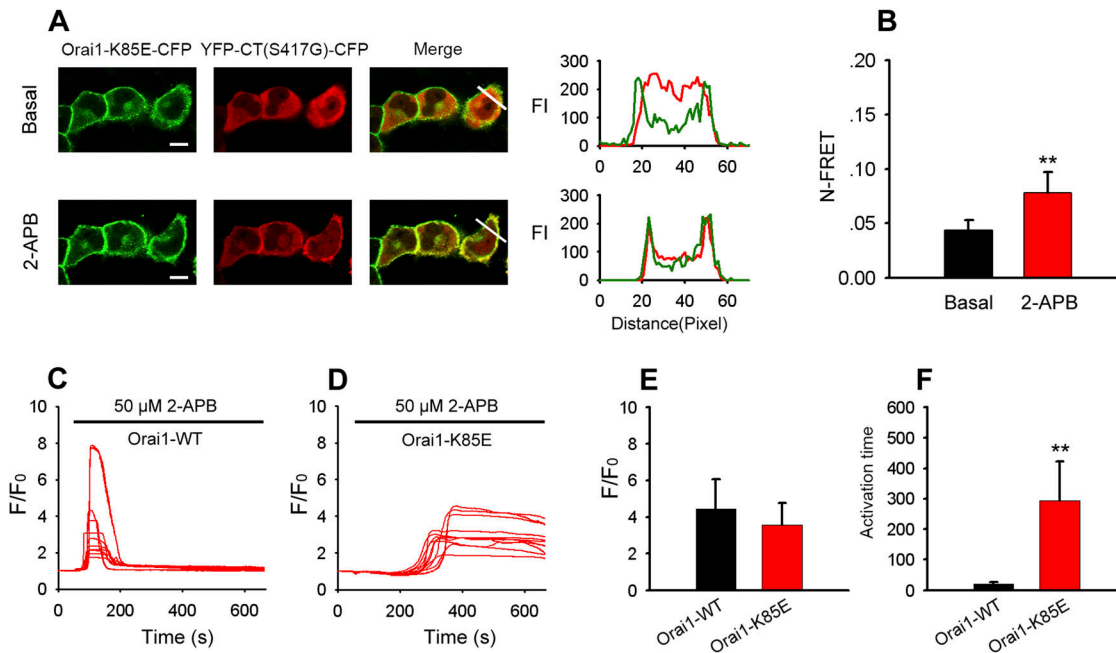 A
B
Orai1-K85E-CFP YFP-CT(S417G)-CFP Merge
Basal
2-APB
FI
300
200
100
0
0 20 40 60
FI
300
200
100
0
0 20 40 60
Distance(Pixel)
N-FRET
.20
.15
.10
.05
0.00
**
Basal 2-APB
C
50 µM 2-APB
Orai1-WT
F/F0
10
8
6
4
2
0
0 200 400 600
Time (s)
D
50 µM 2-APB
Orai1-K85E
F/F0
10
8
6
4
2
0
0 200 400 600
Time (s)
E
F/F0
10
8
6
4
2
0
Orai1-WT
Orai1-K85E
F
Activation time
600
500
400
300
200
100
0
**
Orai1-WT
Orai1-K85E